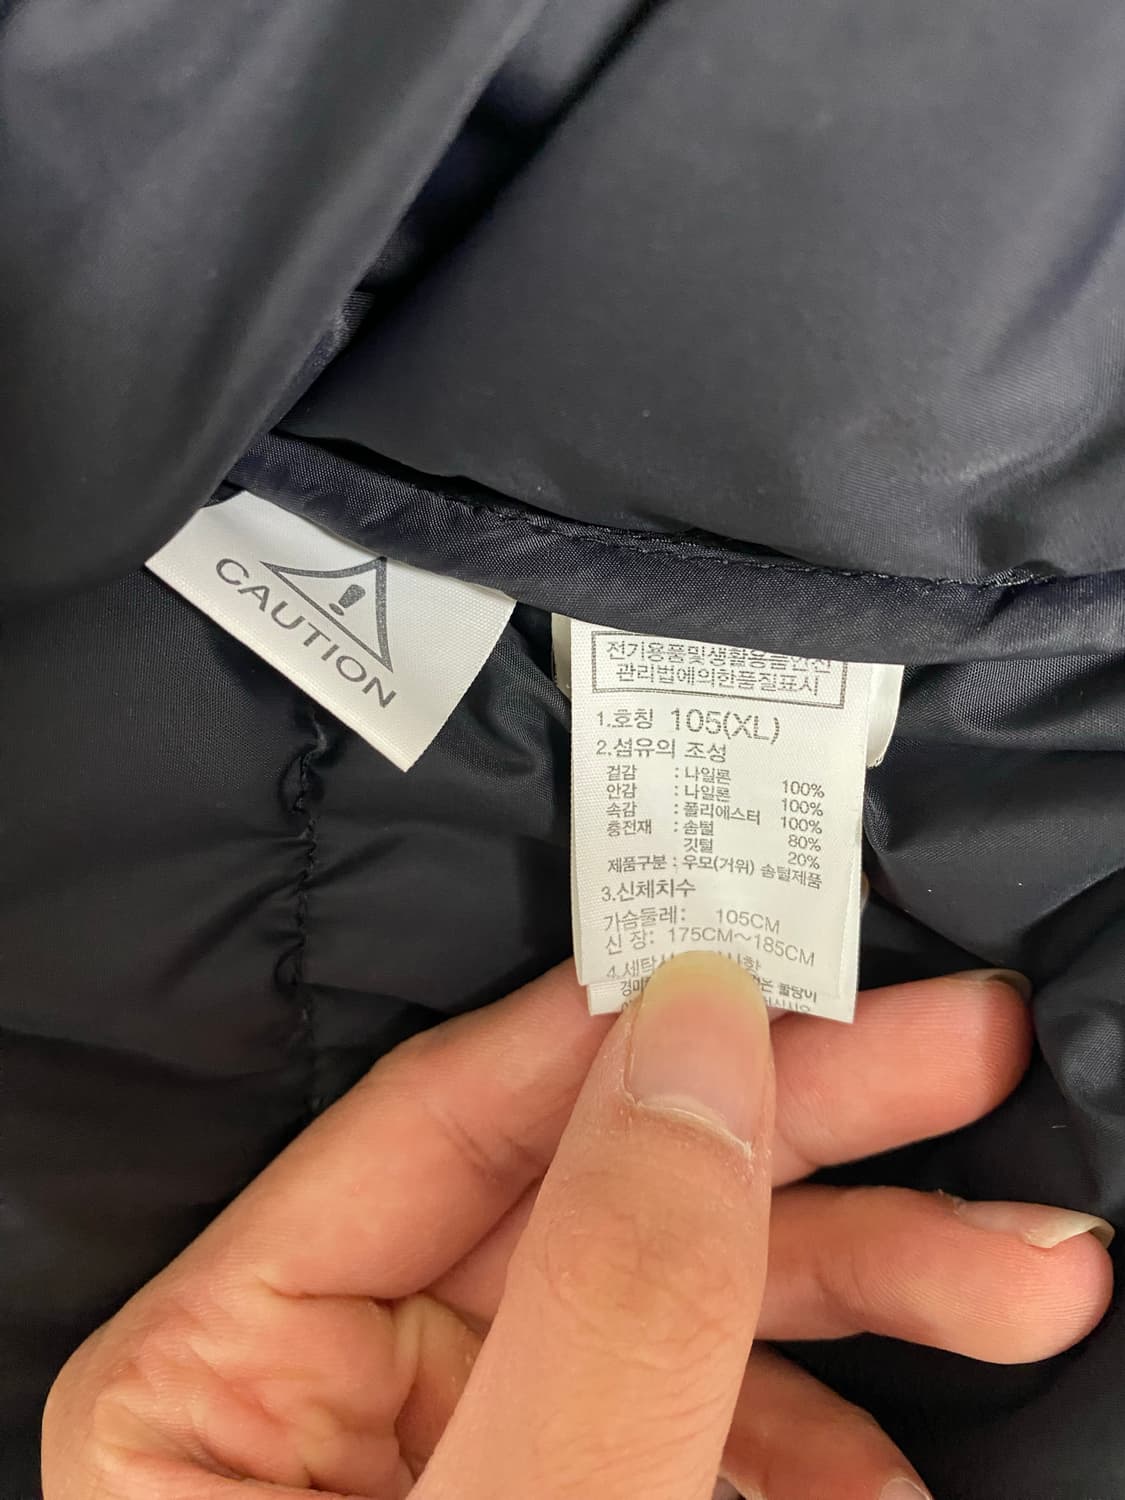 CAUTION
전기용품및생활용품안전
관리법에의한품질표시
1.호칭 105(XL)
2.섬유의 조성
겉감 : 나일론 100%
안감 : 나일론 100%
속감 : 폴리에스터 100%
충전재 : 솜털 80%
깃털 20%
제품구분 : 우모(거위) 솜털제품
3.신체치수
가슴둘레: 105CM
신 장: 175CM~185CM